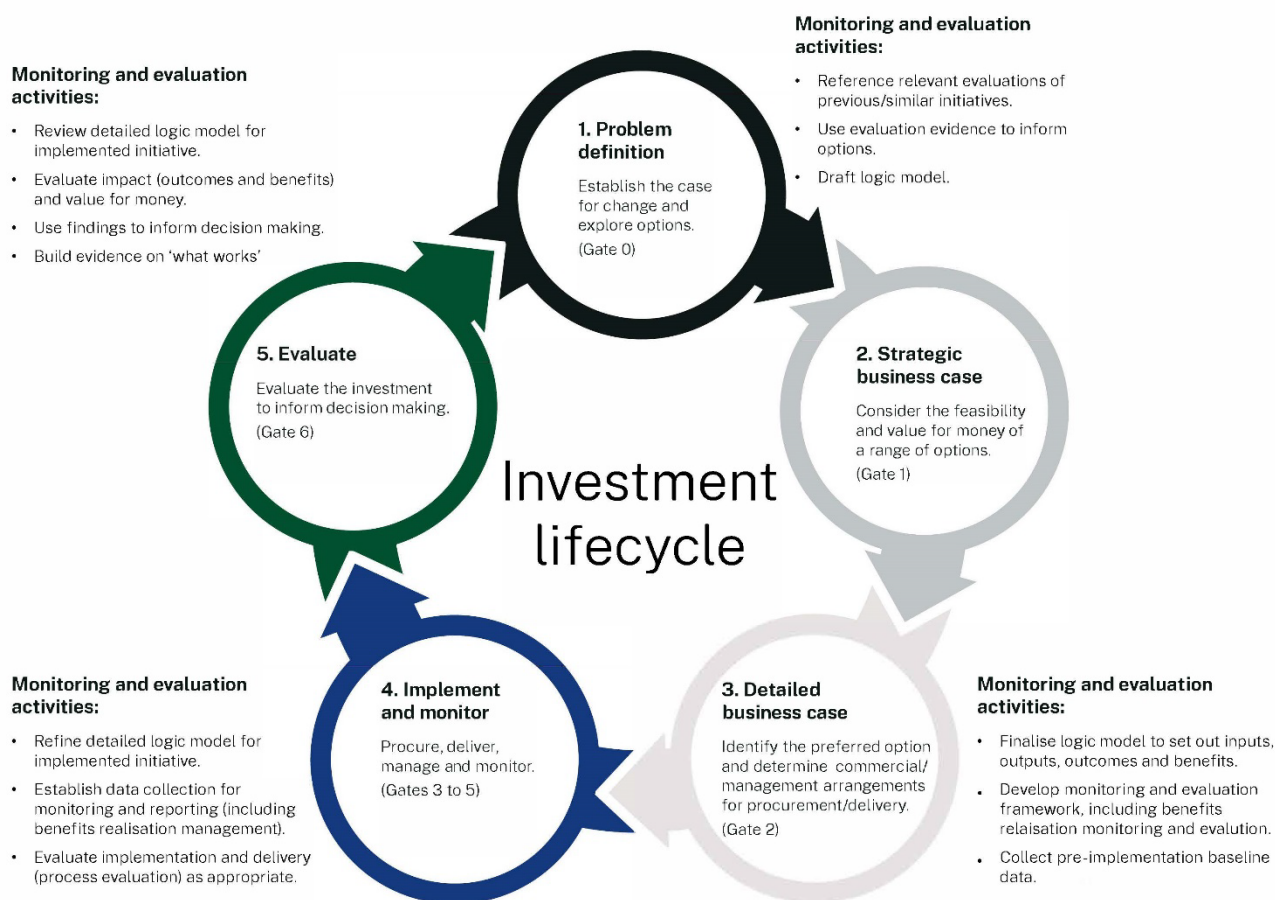 Monitoring and evaluation
activities:
• Reference relevant evaluations of
previous/similar initiatives.
• Use evaluation evidence to inform
options.
• Draft logic model.
Monitoring and evaluation
activities:
• Review detailed logic model for
implemented initiative.
• Evaluate impact (outcomes and benefits)
and value for money.
• Use findings to inform decision making.
• Build evidence on ‘what works’
1. Problem
definition
Establish the case
for change and
explore options.
(Gate 0)
2. Strategic
business case
Consider the feasibility
and value for money of
a range of options.
(Gate 1)
5. Evaluate
Evaluate the investment
to inform decision making.
(Gate 6)
Investment
lifecycle
4. Implement
and monitor
Procure, deliver,
manage and monitor.
(Gates 3 to 5)
3. Detailed
business case
Identify the preferred option
and determine commercial/
management arrangements
for procurement/delivery.
(Gate 2)
Monitoring and evaluation
activities:
• Refine detailed logic model for
implemented initiative.
• Establish data collection for
monitoring and reporting (including
benefits realisation management).
• Evaluate implementation and delivery
(process evaluation) as appropriate.
Monitoring and evaluation
activities:
• Finalise logic model to set out inputs,
outputs, outcomes and benefits.
• Develop monitoring and evaluation
framework, including benefits
relaisation monitoring and evalution.
• Collect pre-implementation baseline
data.